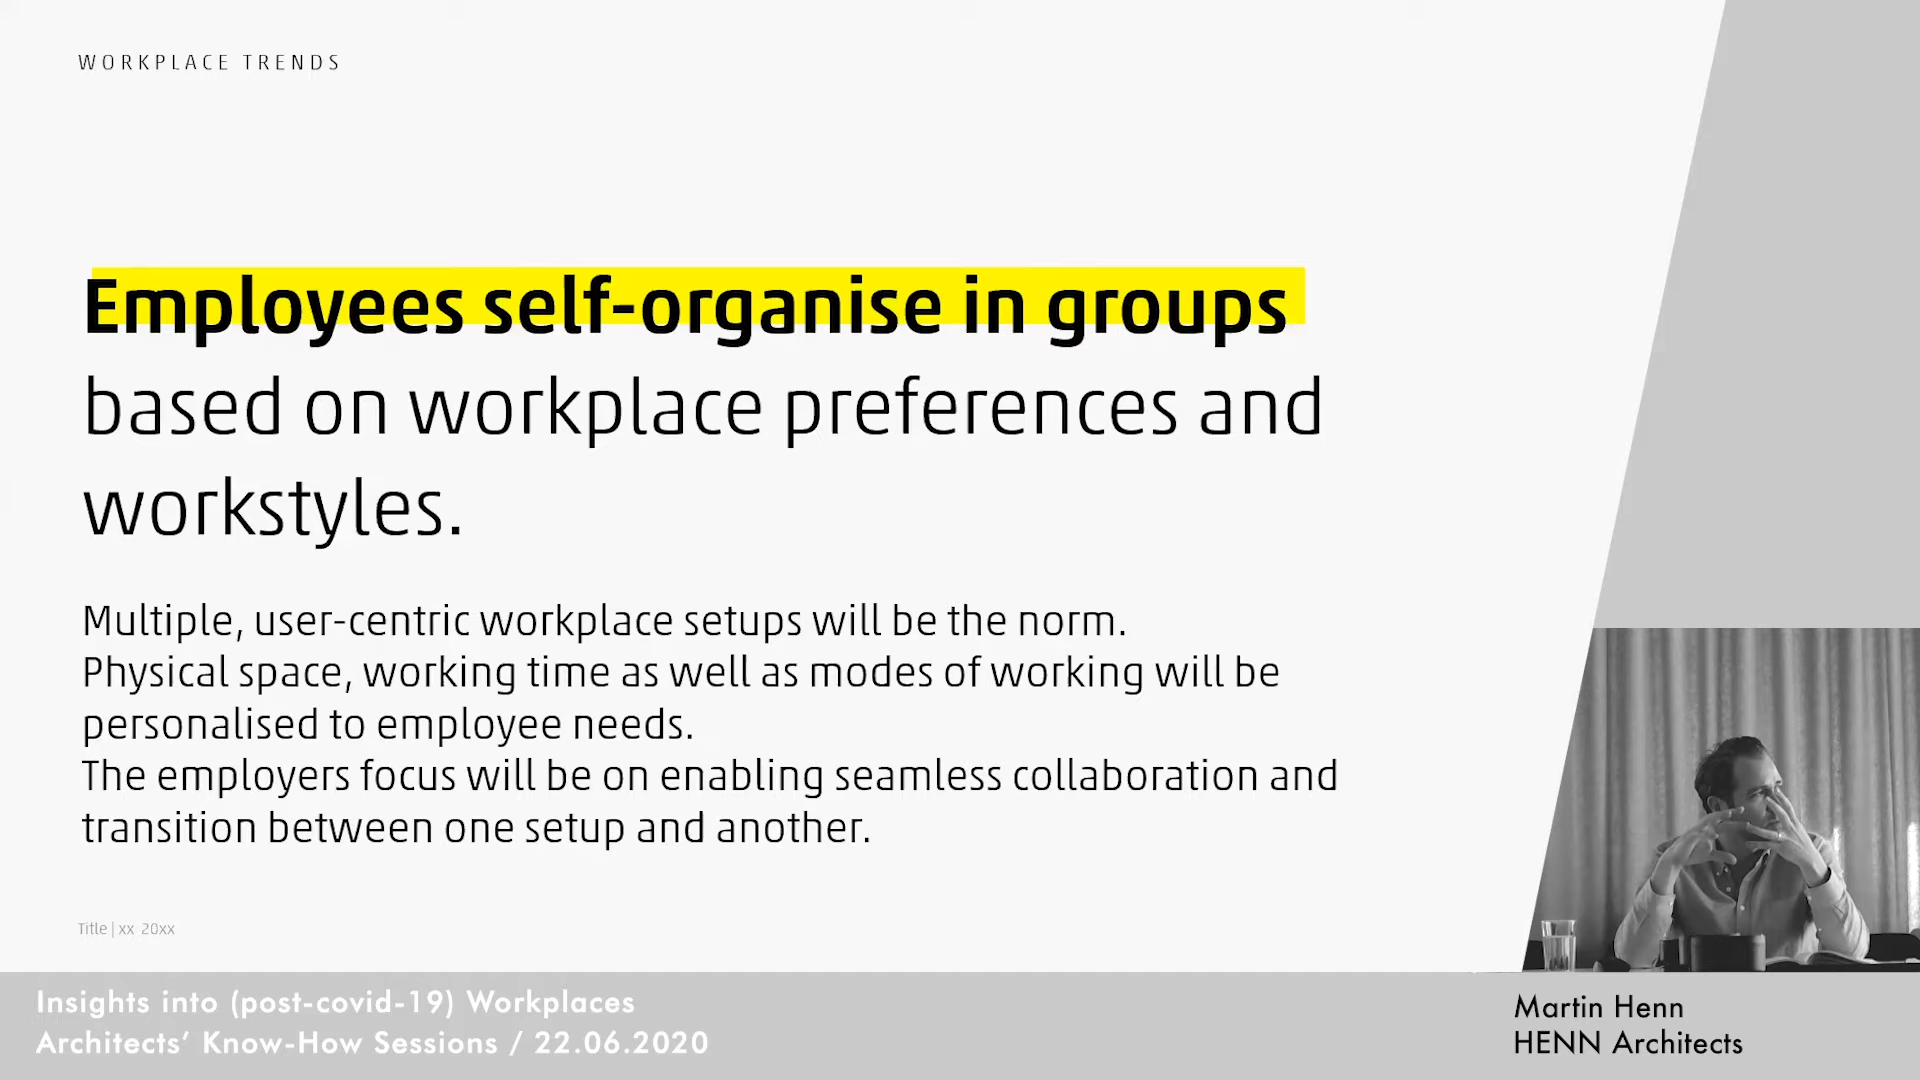 WORKPLACE TRENDS
Employees self-organise in groups
based on workplace preferences and
workstyles.
Multiple, user-centric workplace setups will be the norm.
Physical space, working time as well as modes of working will be
personalised to employee needs.
The employers focus will be on enabling seamless collaboration and
transition between one setup and another.
Title | xx 20xx
Insights into (post-covid-19) Workplaces
Architects’ Know-How Sessions / 22.06.2020
Martin Henn
HENN Architects